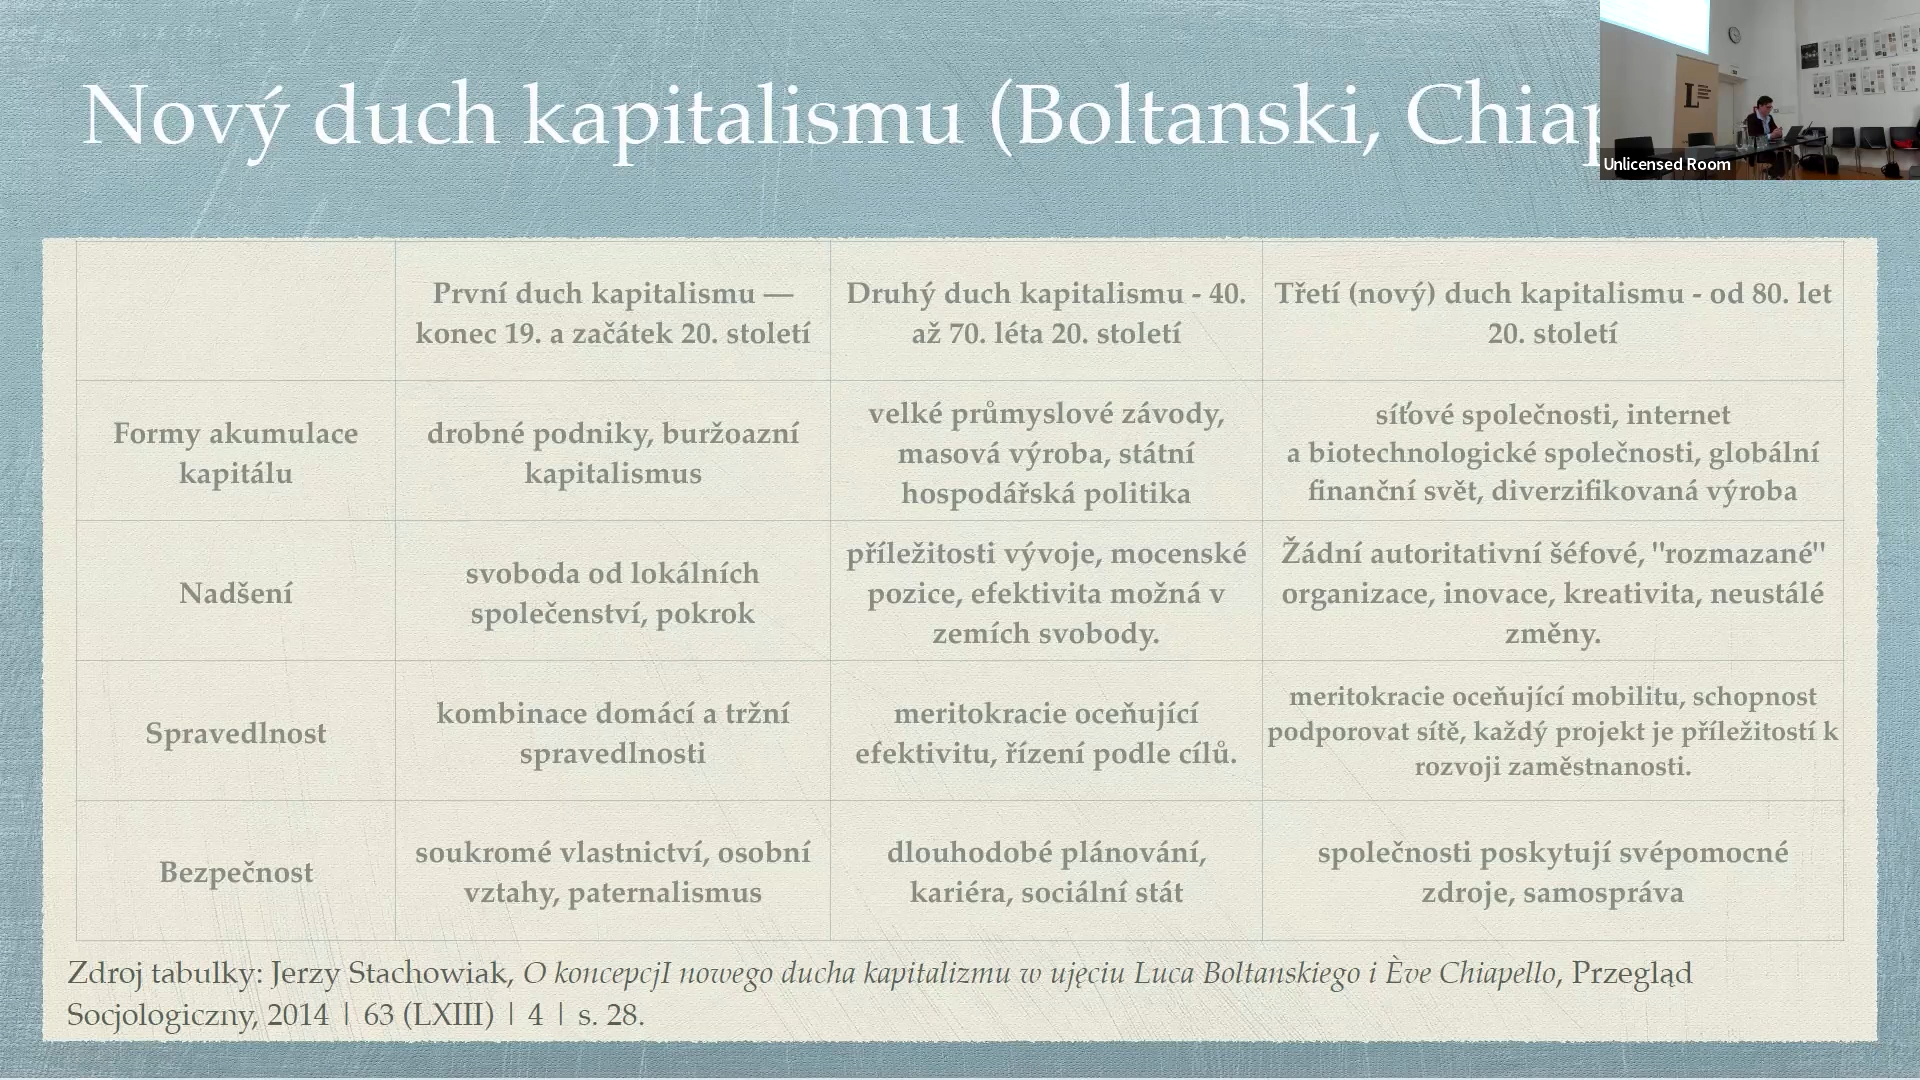 Nový duch kapitalismu (Boltanski,
Unlicensed Room
První duch kapitalismu —
konec 19. a začátek 20. století
Druhý duch kapitalismu - 40.
až 70. léta 20. století
Třetí (nový) duch kapitalismu - od 80. let
20. století
Formy akumulace
kapitálu
drobné podniky, buržoazní
kapitalismus
velké průmyslové závody,
masová výroba, státní
hospodářská politika
síťové společnosti, internet
a biotechnologické společnosti, globální
finanční svět, diverzifikovaná výroba
Nadšení
svoboda od lokálních
společenství, pokrok
příležitosti vývoje, mocenské
pozice, efektivita možná v
zemích svobody.
Žádní autoritativní šéfové, "rozmazané"
organizace, inovace, kreativita, neustálé
změny.
Spravedlnost
kombinace domácí a tržní
spravedlnosti
meritokracie oceňující
efektivitu, řízení podle cílů.
meritokracie oceňující mobilitu, schopnost
podporovat sítě, každý projekt je příležitostí k
rozvoji zaměstnanosti.
Bezpečnost
soukromé vlastnictví, osobní
vztahy, paternalismus
dlouhodobé plánování,
kariéra, sociální stát
společnosti poskytují svépomocné
zdroje, samospráva
Zdroj tabulky: Jerzy Stachowiak, O koncepcjI nowego ducha kapitalizmu w ujęciu Luca Boltanskiego i Ève Chiapello, Przegląd
Socjologiczny, 2014 | 63 (LXIII) | 4 | s. 28.